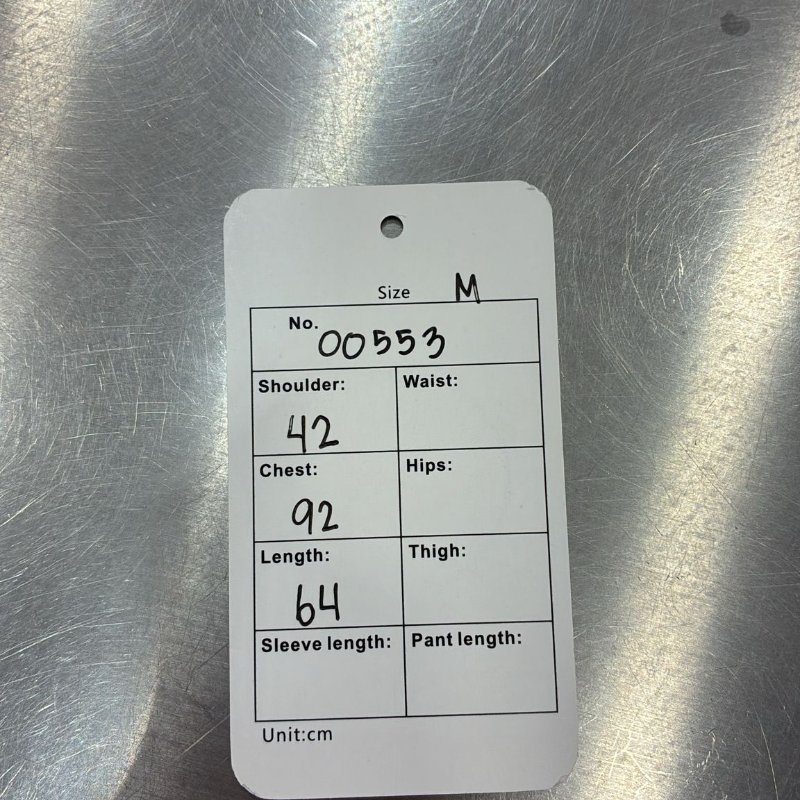 Size M
No. 00553
Shoulder: Waist:
42
Chest: Hips:
92
Length: Thigh:
64
Sleeve length: Pant length:
Unit:cm